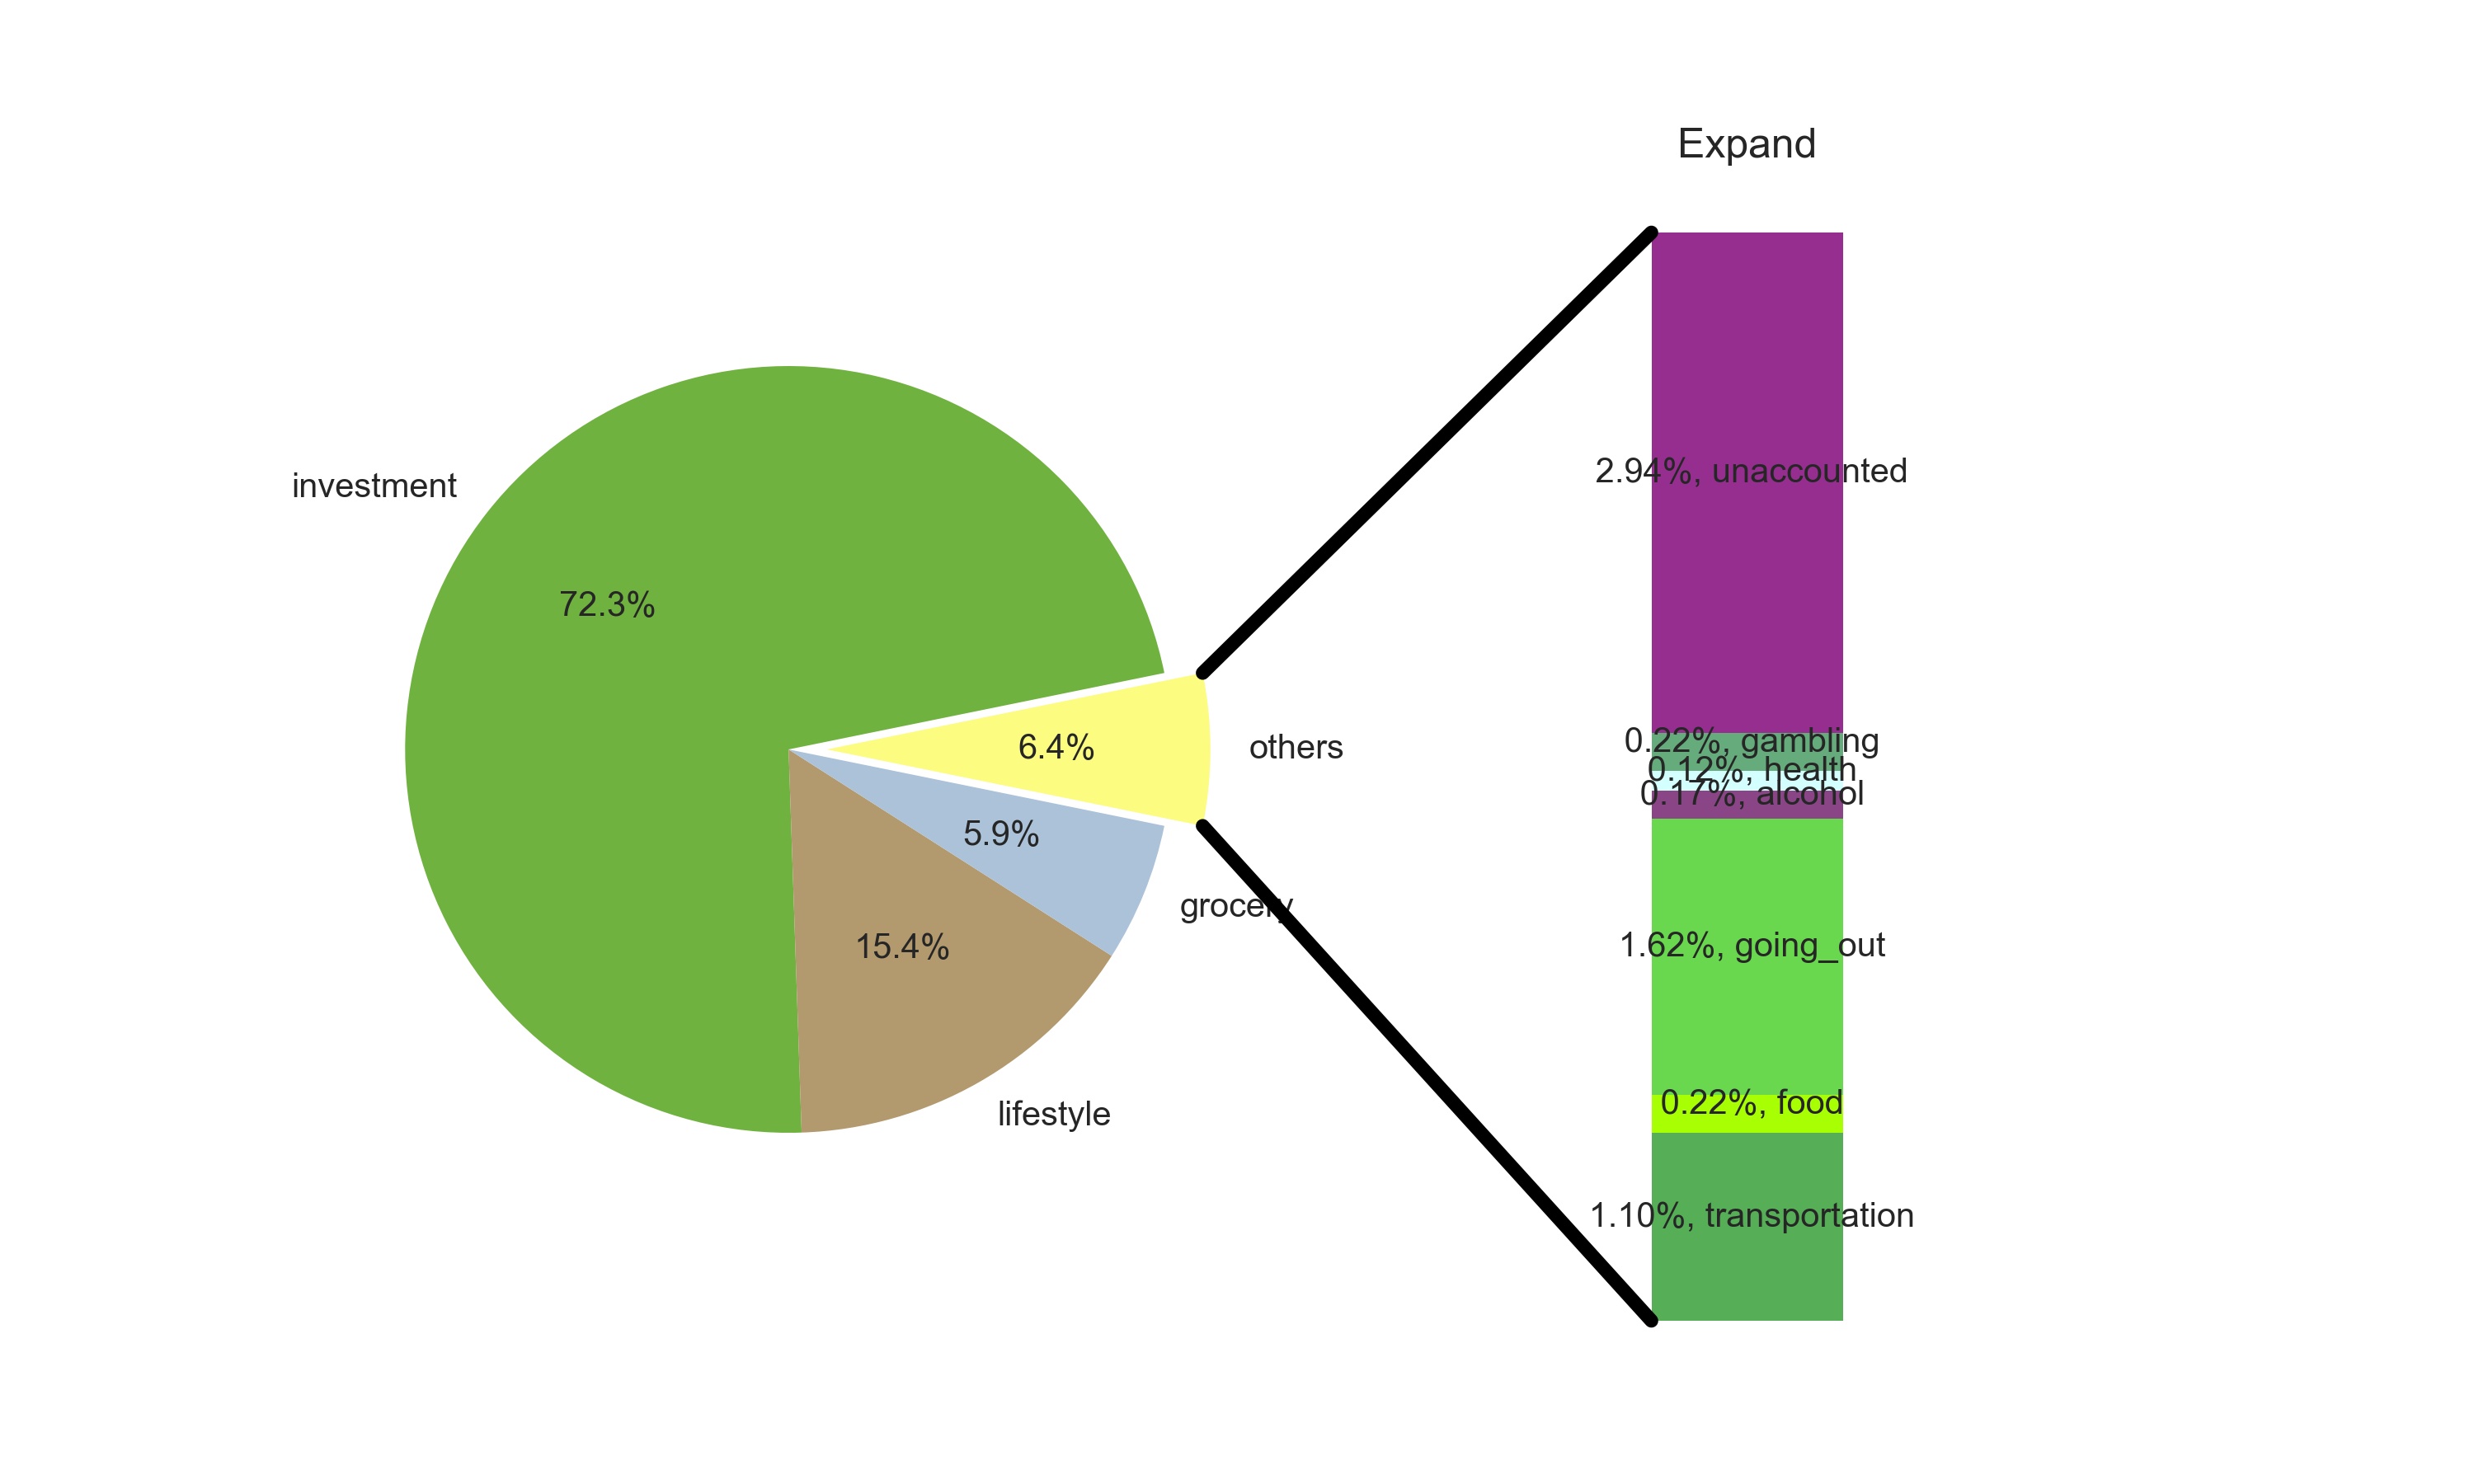 Expand
investment
72.3%
6.4%
others
5.9%
grocery
15.4%
lifestyle
2.94%, unaccounted
0.22%, gambling
0.12%, health
0.17%, alcohol
1.62%, going_out
0.22%, food
1.10%, transportation